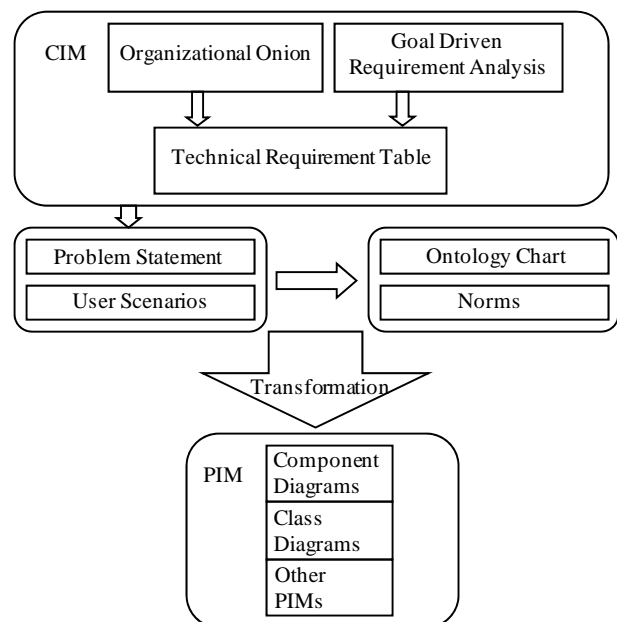 CIM
Organizational Onion
Goal Driven
Requirement Analysis
Technical Requirement Table
Problem Statement
User Scenarios
Ontology Chart
Norms
Transformation
PIM
Component
Diagrams
Class
Diagrams
Other
PIMs